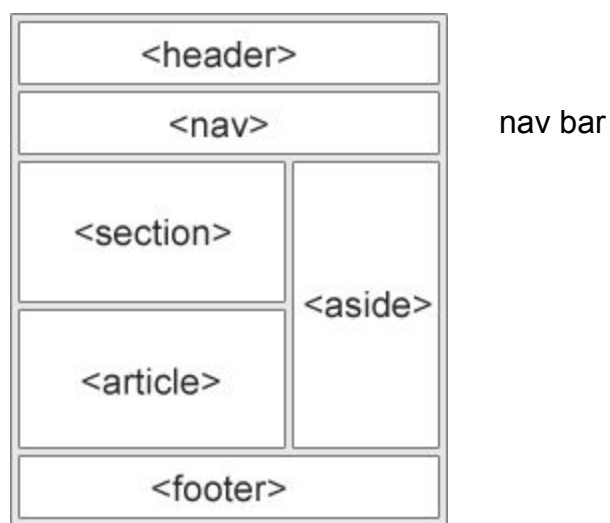 <header>
<nav>
nav bar
<section>
<aside>
<article>
<footer>